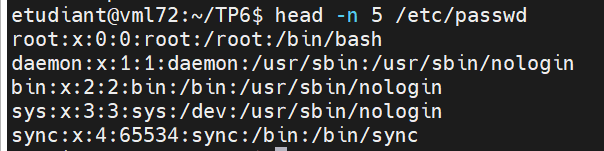 etudiant@vml72:~/TP6$ head -n 5 /etc/passwd
root:x:0:0:root:/root:/bin/bash
daemon:x:1:1:daemon:/usr/sbin:/usr/sbin/nologin
bin:x:2:2:bin:/bin:/usr/sbin/nologin
sys:x:3:3:sys:/dev:/usr/sbin/nologin
sync:x:4:65534:sync:/bin:/bin/sync